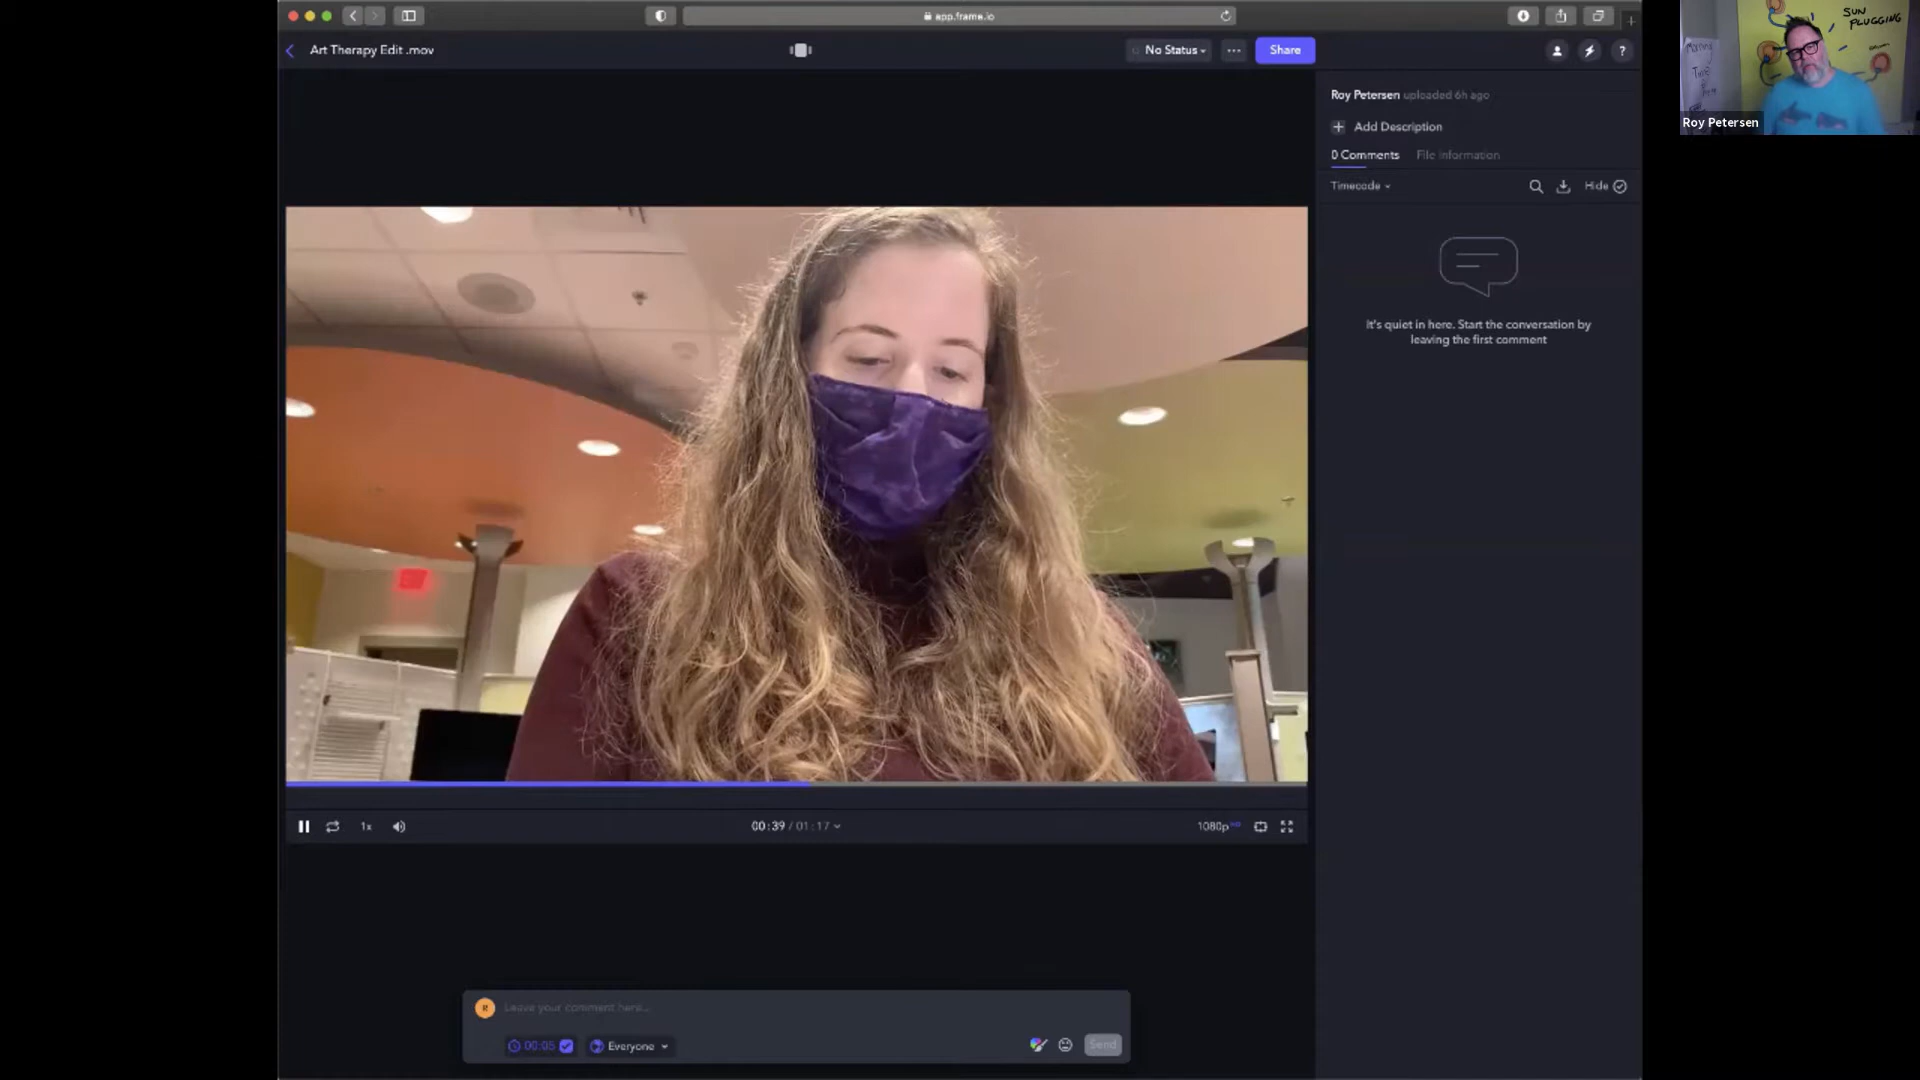 app.frame.io
Art Therapy Edit .mov
No Status
Share
?
Roy Petersen uploaded 6h ago
Add Description
0 Comments
File Information
Timecode
Hide
It's quiet in here. Start the conversation by
leaving the first comment
00:39 / 01:17
1x
1080p HD
R
Leave your comment here...
00:05
Everyone
Send
SUN
PLUGGING
Roy Petersen